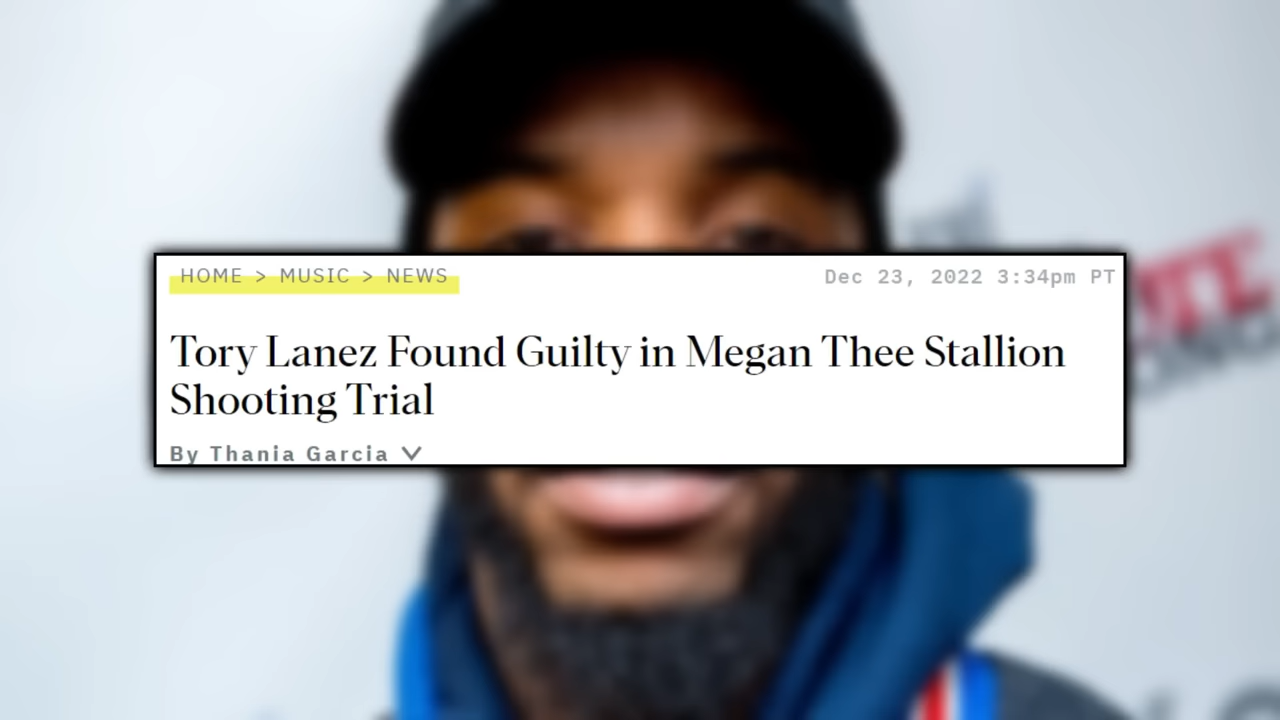 HOME > MUSIC > NEWS
Dec 23, 2022 3:34pm PT
Tory Lanez Found Guilty in Megan Thee Stallion
Shooting Trial
By Thania Garcia